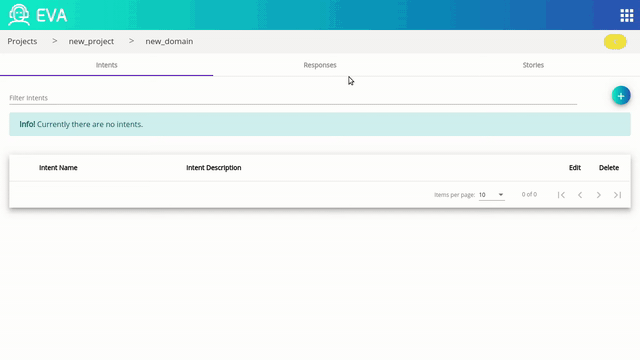 EVA
Projects > new_project > new_domain
Intents Responses Stories
Filter Intents
+
Info! Currently there are no intents.
Intent Name Intent Description Edit Delete
Items per page: 10 0 of 0